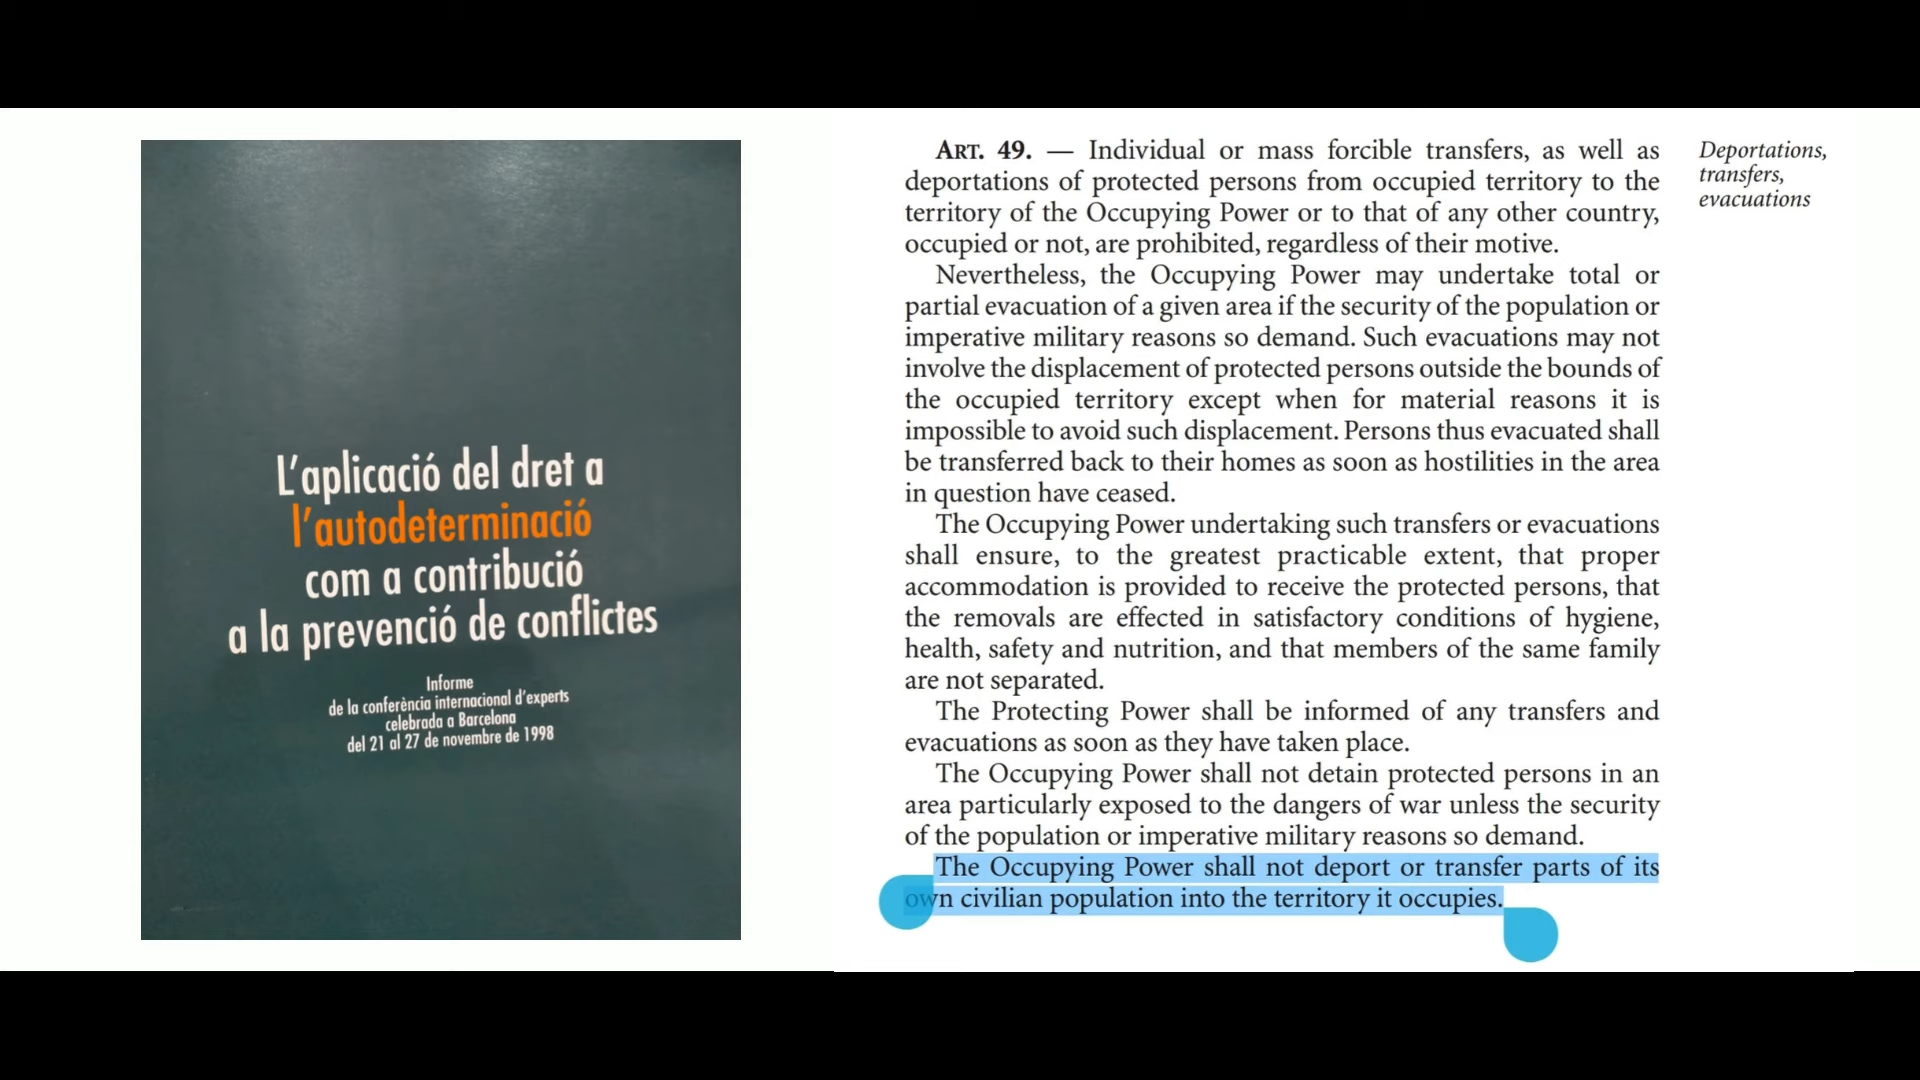 L'aplicació del dret a
l'autodeterminació
com a contribució
a la prevenció de conflictes
Informe
de la conferència internacional d'experts
celebrada a Barcelona
del 21 al 27 de novembre de 1998
ART. 49. — Individual or mass forcible transfers, as well as
deportations of protected persons from occupied territory to the
territory of the Occupying Power or to that of any other country,
occupied or not, are prohibited, regardless of their motive.
Nevertheless, the Occupying Power may undertake total or
partial evacuation of a given area if the security of the population or
imperative military reasons so demand. Such evacuations may not
involve the displacement of protected persons outside the bounds of
the occupied territory except when for material reasons it is
impossible to avoid such displacement. Persons thus evacuated shall
be transferred back to their homes as soon as hostilities in the area
in question have ceased.
The Occupying Power undertaking such transfers or evacuations
shall ensure, to the greatest practicable extent, that proper
accommodation is provided to receive the protected persons, that
the removals are effected in satisfactory conditions of hygiene,
health, safety and nutrition, and that members of the same family
are not separated.
The Protecting Power shall be informed of any transfers and
evacuations as soon as they have taken place.
The Occupying Power shall not detain protected persons in an
area particularly exposed to the dangers of war unless the security
of the population or imperative military reasons so demand.
The Occupying Power shall not deport or transfer parts of its
own civilian population into the territory it occupies.
Deportations,
transfers,
evacuations